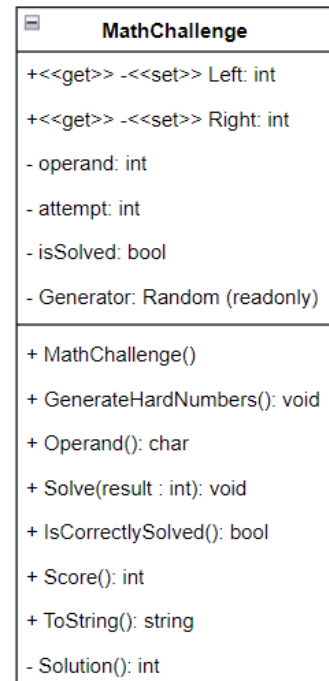 MathChallenge
+<<get>> -<<set>> Left: int
+<<get>> -<<set>> Right: int
- operand: int
- attempt: int
- isSolved: bool
- Generator: Random (readonly)
+ MathChallenge()
+ GenerateHardNumbers(): void
+ Operand(): char
+ Solve(result : int): void
+ IsCorrectlySolved(): bool
+ Score(): int
+ ToString(): string
- Solution(): int